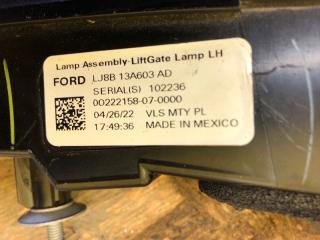 Lamp Assembly-LiftGate Lamp LH
FORD LJ8B 13A603 AD
SERIAL(S) 102236
00222158-07-0000
04/26/22 VLS MTY PL
17:49:36 MADE IN MEXICO